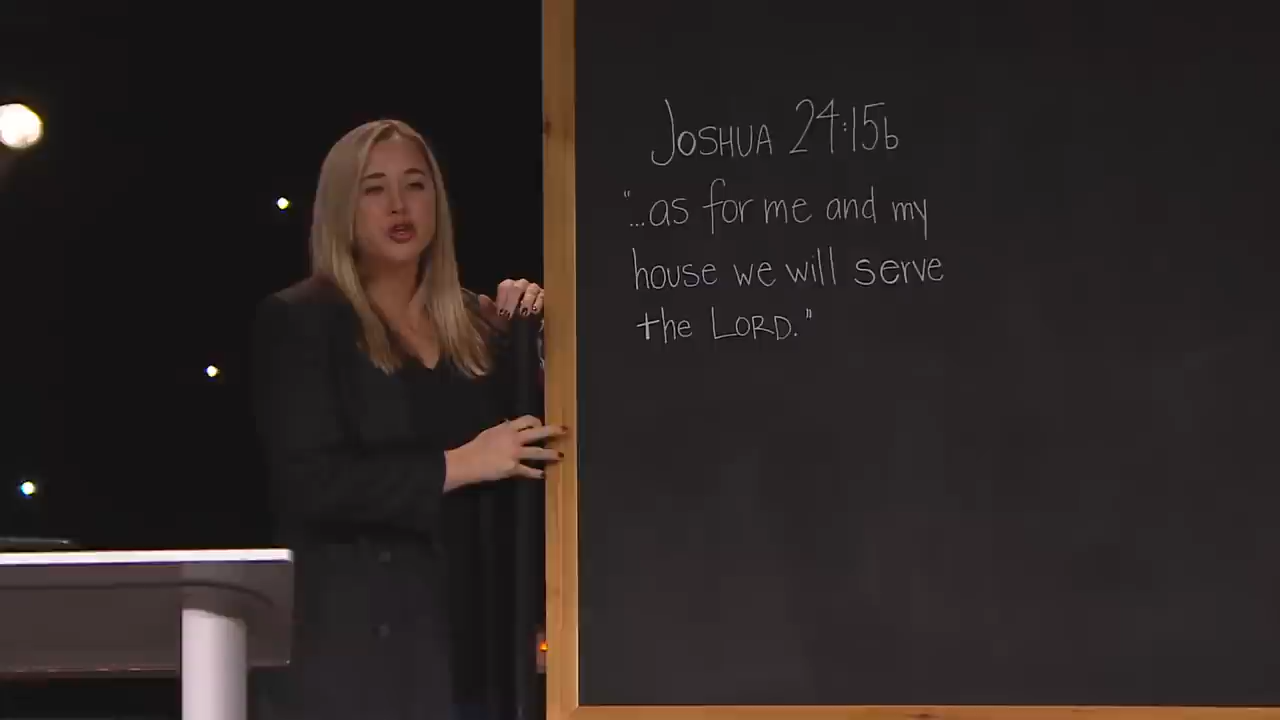 Joshua 24:15b
"...as for me and my
house we will serve
the LORD."